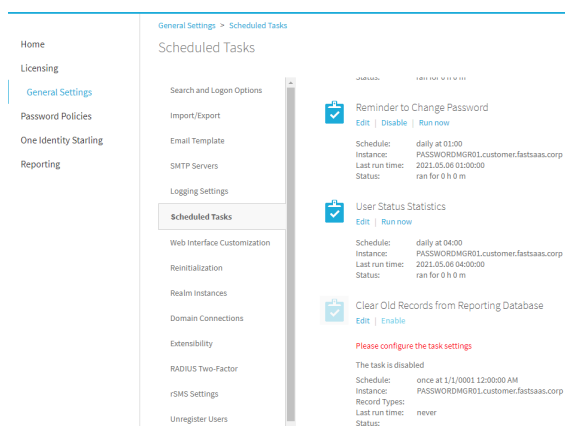 General Settings > Scheduled Tasks
Home
Licensing
General Settings
Password Policies
One Identity Starling
Reporting
Scheduled Tasks
Search and Logon Options
Import/Export
Email Template
SMTP Servers
Logging Settings
Scheduled Tasks
Web Interface Customization
Reinitialization
Realm Instances
Domain Connections
Extensibility
RADIUS Two-Factor
rSMS Settings
Unregister Users
Status: ran for 0 h 0 m
Reminder to Change Password
Edit | Disable | Run now
Schedule: daily at 01:00
Instance: PASSWORDMGR01.customer.fastsaas.corp
Last run time: 2021.05.06 01:00:00
Status: ran for 0 h 0 m
User Status Statistics
Edit | Run now
Schedule: daily at 04:00
Instance: PASSWORDMGR01.customer.fastsaas.corp
Last run time: 2021.05.06 04:00:00
Status: ran for 0 h 0 m
Clear Old Records from Reporting Database
Edit | Enable
Please configure the task settings
The task is disabled
Schedule: once at 1/1/0001 12:00:00 AM
Instance: PASSWORDMGR01.customer.fastsaas.corp
Record Types:
Last run time: never
Status: